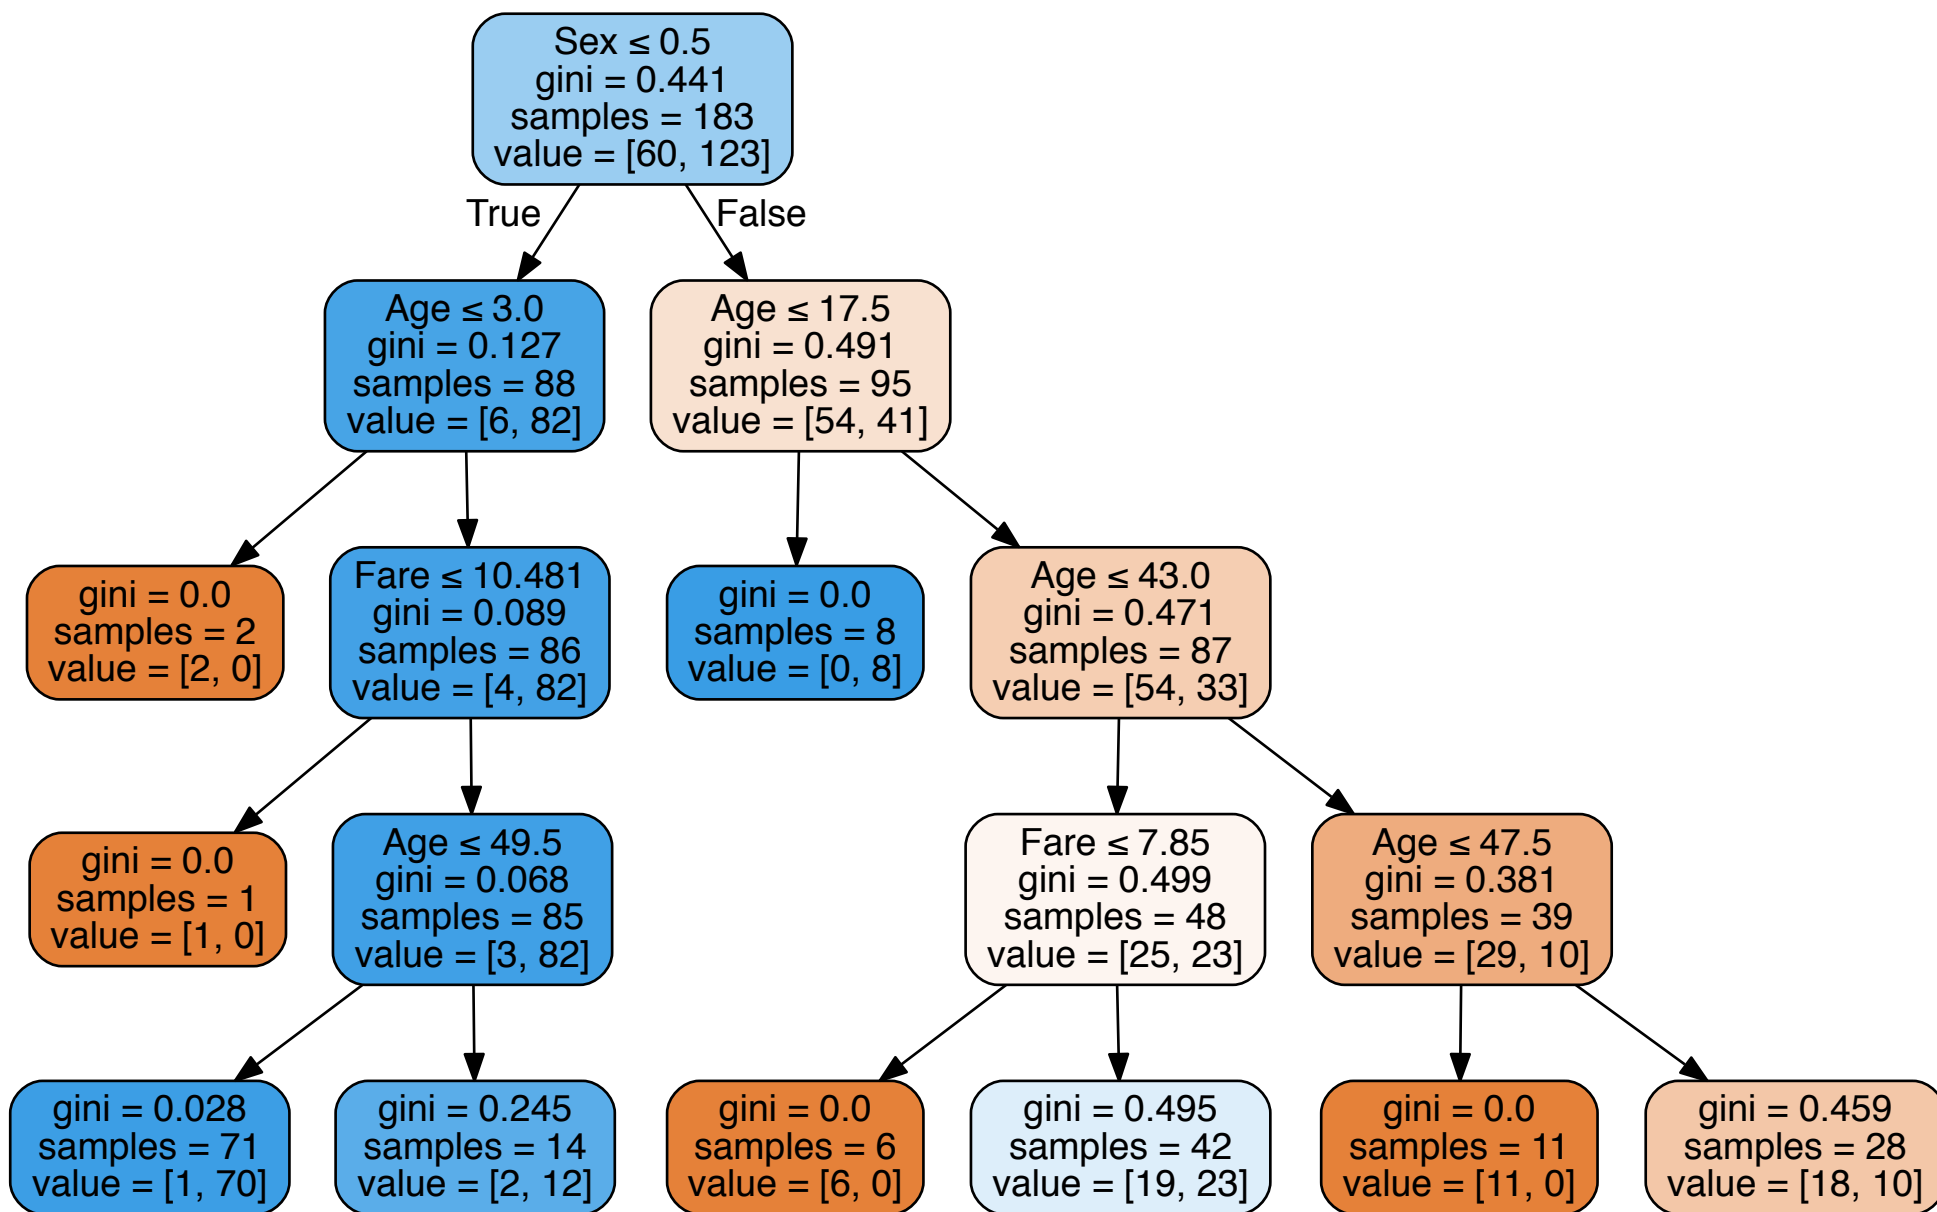 Sex ≤ 0.5
gini = 0.441
samples = 183
value = [60, 123]
True
False
Age ≤ 3.0
gini = 0.127
samples = 88
value = [6, 82]
Age ≤ 17.5
gini = 0.491
samples = 95
value = [54, 41]
gini = 0.0
samples = 2
value = [2, 0]
Fare ≤ 10.481
gini = 0.089
samples = 86
value = [4, 82]
gini = 0.0
samples = 8
value = [0, 8]
Age ≤ 43.0
gini = 0.471
samples = 87
value = [54, 33]
gini = 0.0
samples = 1
value = [1, 0]
Age ≤ 49.5
gini = 0.068
samples = 85
value = [3, 82]
Fare ≤ 7.85
gini = 0.499
samples = 48
value = [25, 23]
Age ≤ 47.5
gini = 0.381
samples = 39
value = [29, 10]
gini = 0.028
samples = 71
value = [1, 70]
gini = 0.245
samples = 14
value = [2, 12]
gini = 0.0
samples = 6
value = [6, 0]
gini = 0.495
samples = 42
value = [19, 23]
gini = 0.0
samples = 11
value = [11, 0]
gini = 0.459
samples = 28
value = [18, 10]